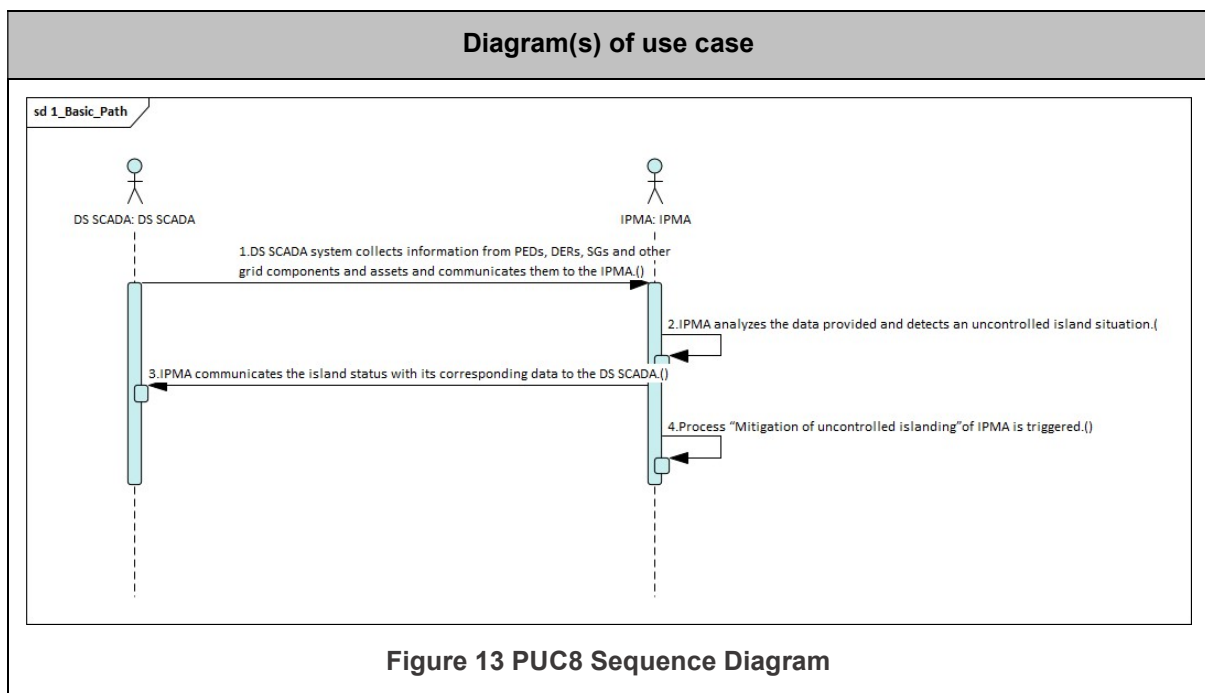 Diagram(s) of use case
sd 1_Basic_Path
DS SCADA: DS SCADA
IPMA: IPMA
1.DS SCADA system collects information from PEDs, DERs, SGs and other
grid components and assets and communicates them to the IPMA.()
2.IPMA analyzes the data provided and detects an uncontrolled island situation.(
3.IPMA communicates the island status with its corresponding data to the DS SCADA.()
4.Process “Mitigation of uncontrolled islanding”of IPMA is triggered.()
Figure 13 PUC8 Sequence Diagram